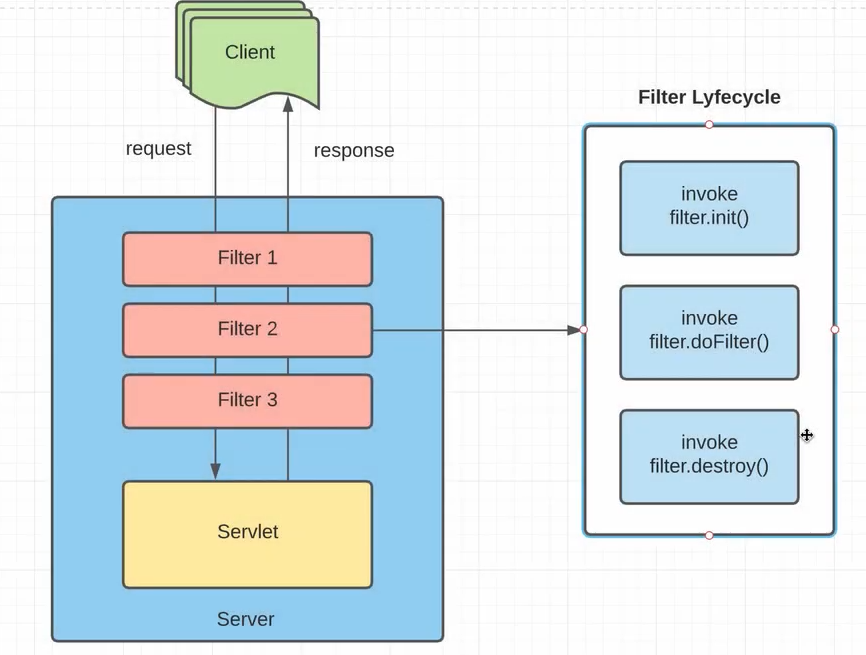 Client
request
response
Filter 1
Filter 2
Filter 3
Servlet
Server
Filter Lyfecycle
invoke
filter.init()
invoke
filter.doFilter()
invoke
filter.destroy()